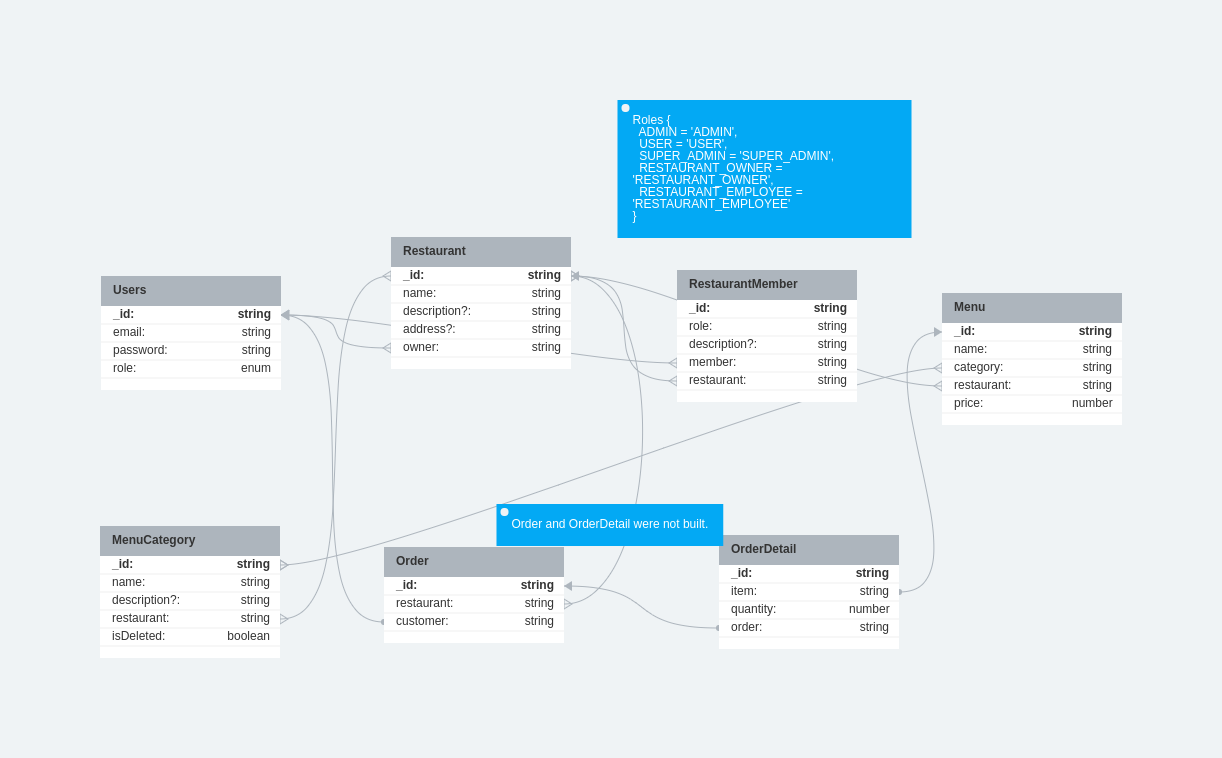 Roles {
ADMIN = 'ADMIN',
USER = 'USER',
SUPER_ADMIN = 'SUPER_ADMIN',
RESTAURANT_OWNER =
'RESTAURANT_OWNER',
RESTAURANT_EMPLOYEE =
'RESTAURANT_EMPLOYEE'
}
Users
_id: string
email: string
password: string
role: enum
Restaurant
_id: string
name: string
description?: string
address?: string
owner: string
RestaurantMember
_id: string
role: string
description?: string
member: string
restaurant: string
Menu
_id: string
name: string
category: string
restaurant: string
price: number
MenuCategory
_id: string
name: string
description?: string
restaurant: string
isDeleted: boolean
Order and OrderDetail were not built.
Order
_id: string
restaurant: string
customer: string
OrderDetail
_id: string
item: string
quantity: number
order: string